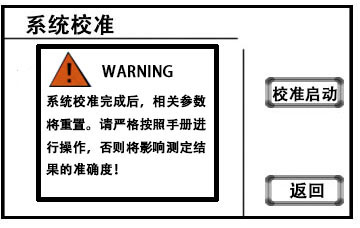 系统校准
WARNING
系统校准完成后，相关参数
将重置。请严格按照手册进
行操作，否则将影响测定结
果的准确度！
校准启动
返回